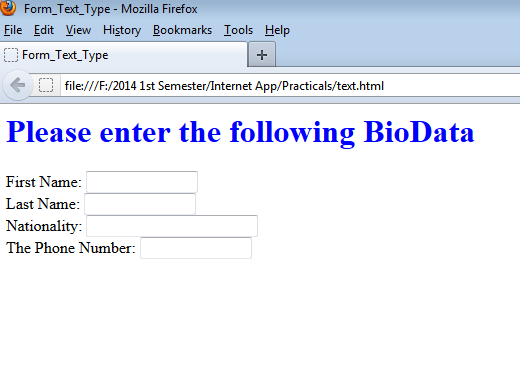 Form_Text_Type - Mozilla Firefox
File Edit View History Bookmarks Tools Help
Form_Text_Type
file:///F:/2014 1st Semester/Internet App/Practicals/text.html
Please enter the following BioData
First Name:
Last Name:
Nationality:
The Phone Number: